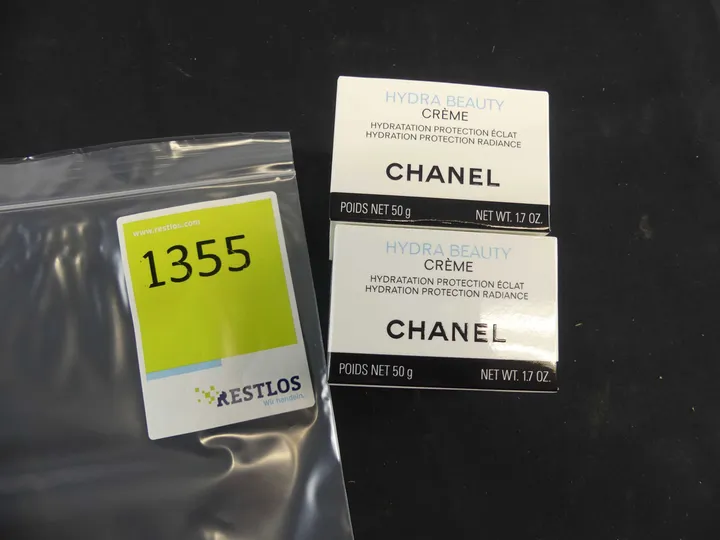 www.restlos.com
1355
RESTLOS
Wir handeln.
HYDRA BEAUTY
CRÈME
HYDRATATION PROTECTION ÉCLAT
HYDRATION PROTECTION RADIANCE
CHANEL
POIDS NET 50 g NET WT. 1.7 OZ.
HYDRA BEAUTY
CRÈME
HYDRATATION PROTECTION ÉCLAT
HYDRATION PROTECTION RADIANCE
CHANEL
POIDS NET 50 g NET WT. 1.7 OZ.